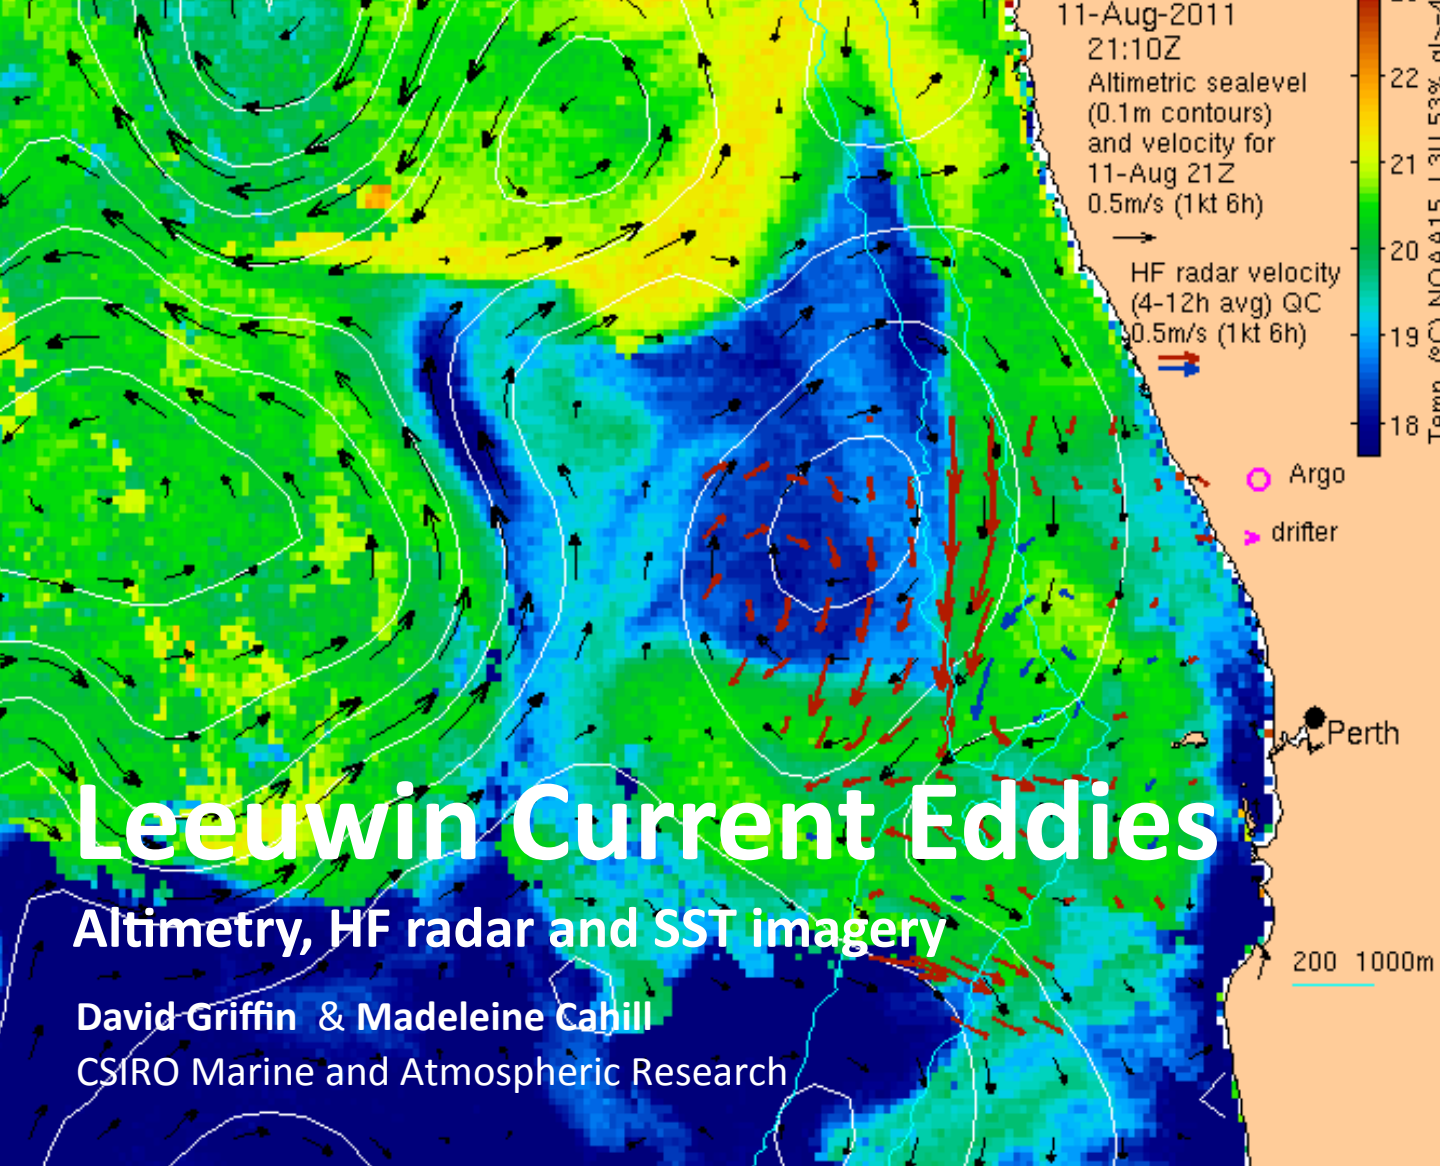 11-Aug-2011
21:10Z
Altimetric sealevel
(0.1m contours)
and velocity for
11-Aug 21Z
0.5m/s (1kt 6h)
HF radar velocity
(4-12h avg) QC
0.5m/s (1kt 6h)
22
21
20
19
18
Argo
drifter
Perth
Leeuwin Current Eddies
Altimetry, HF radar and SST imagery
200 1000m
David Griffin & Madeleine Cahill
CSIRO Marine and Atmospheric Research